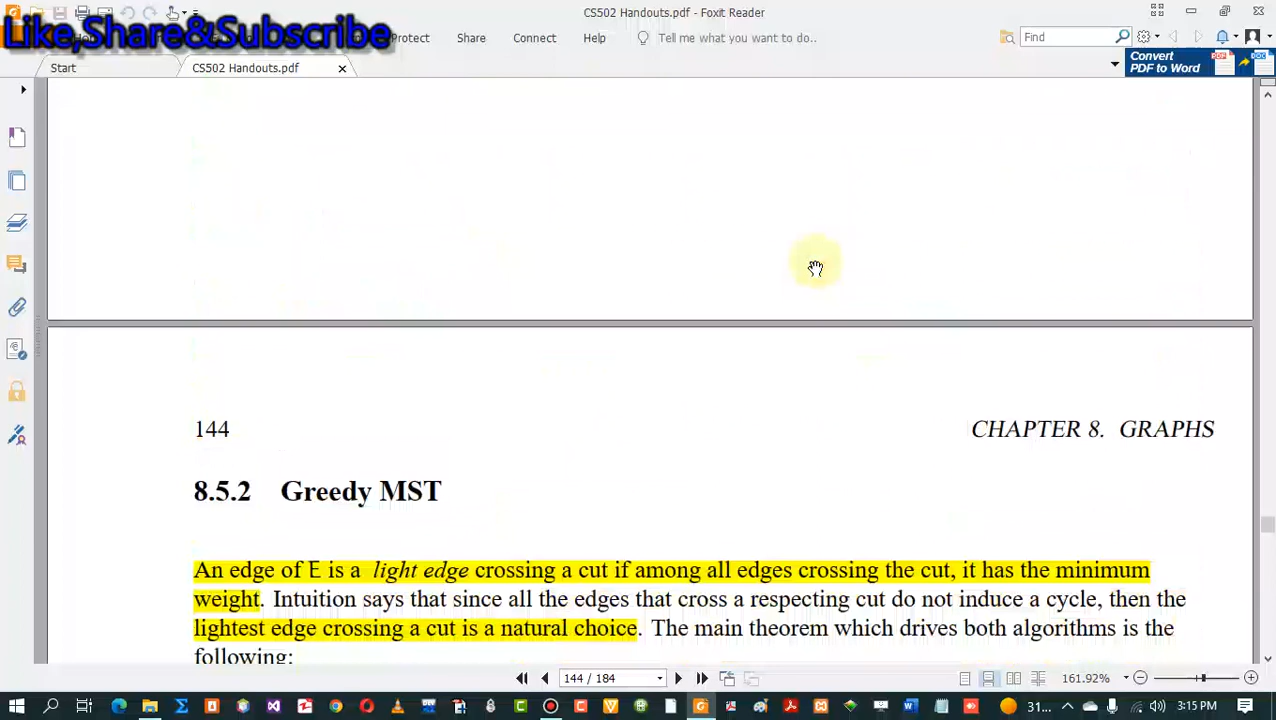 CS502 Handouts.pdf - Foxit Reader
Like,Share&Subscribe
Share
Connect
Help
Tell me what you want to do..
Find
Start
CS502 Handouts.pdf
Convert
PDF to Word
144
CHAPTER 8. GRAPHS
8.5.2 Greedy MST
An edge of E is a light edge crossing a cut if among all edges crossing the cut, it has the minimum
weight. Intuition says that since all the edges that cross a respecting cut do not induce a cycle, then the
lightest edge crossing a cut is a natural choice. The main theorem which drives both algorithms is the
following:
144 / 184
161.92%
31...
3:15 PM